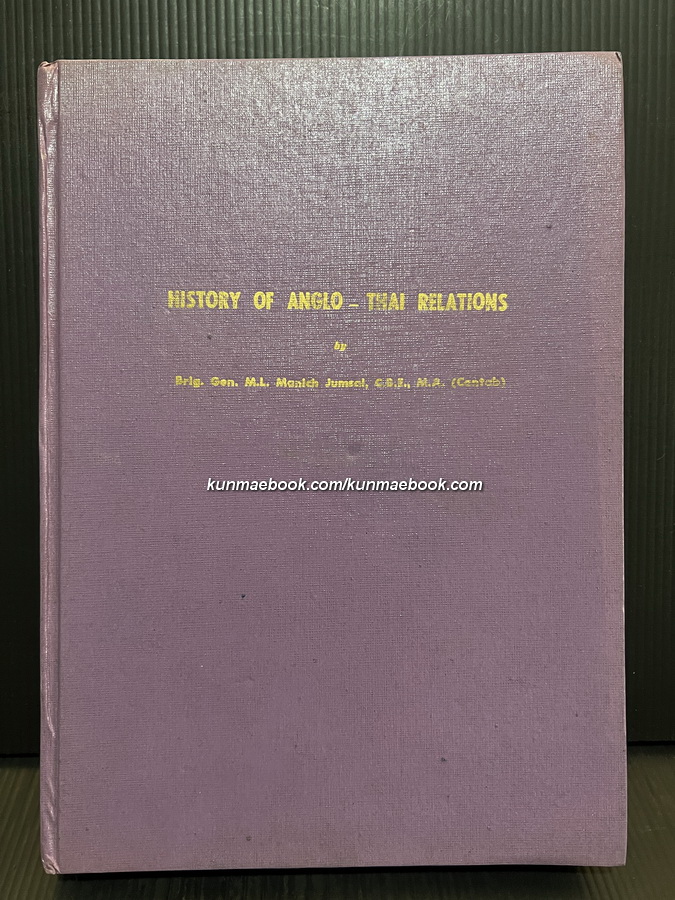 HISTORY OF ANGLO – THAI RELATIONS
by
Brig. Gen. M.L. Manich Jumsai, C.B.E., M.A. (Cantab)
kunmaebook.com/kunmaebook.com